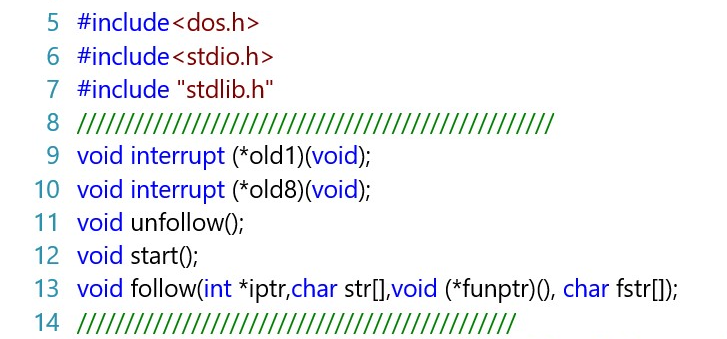 5 #include<dos.h>
6 #include<stdio.h>
7 #include "stdlib.h"
8 //////////////////////////////////////////////////
9 void interrupt (*old1)(void);
10 void interrupt (*old8)(void);
11 void unfollow();
12 void start();
13 void follow(int *iptr,char str[],void (*funptr)(), char fstr[]);
14 //////////////////////////////////////////////